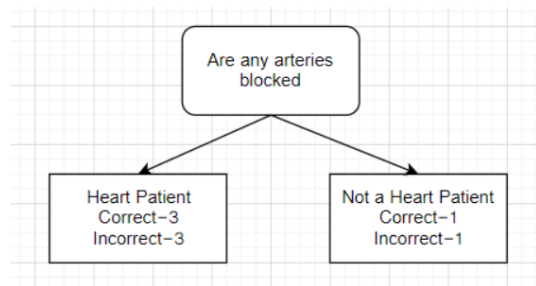 Are any arteries
blocked
Heart Patient
Correct−3
Incorrect−3
Not a Heart Patient
Correct−1
Incorrect−1